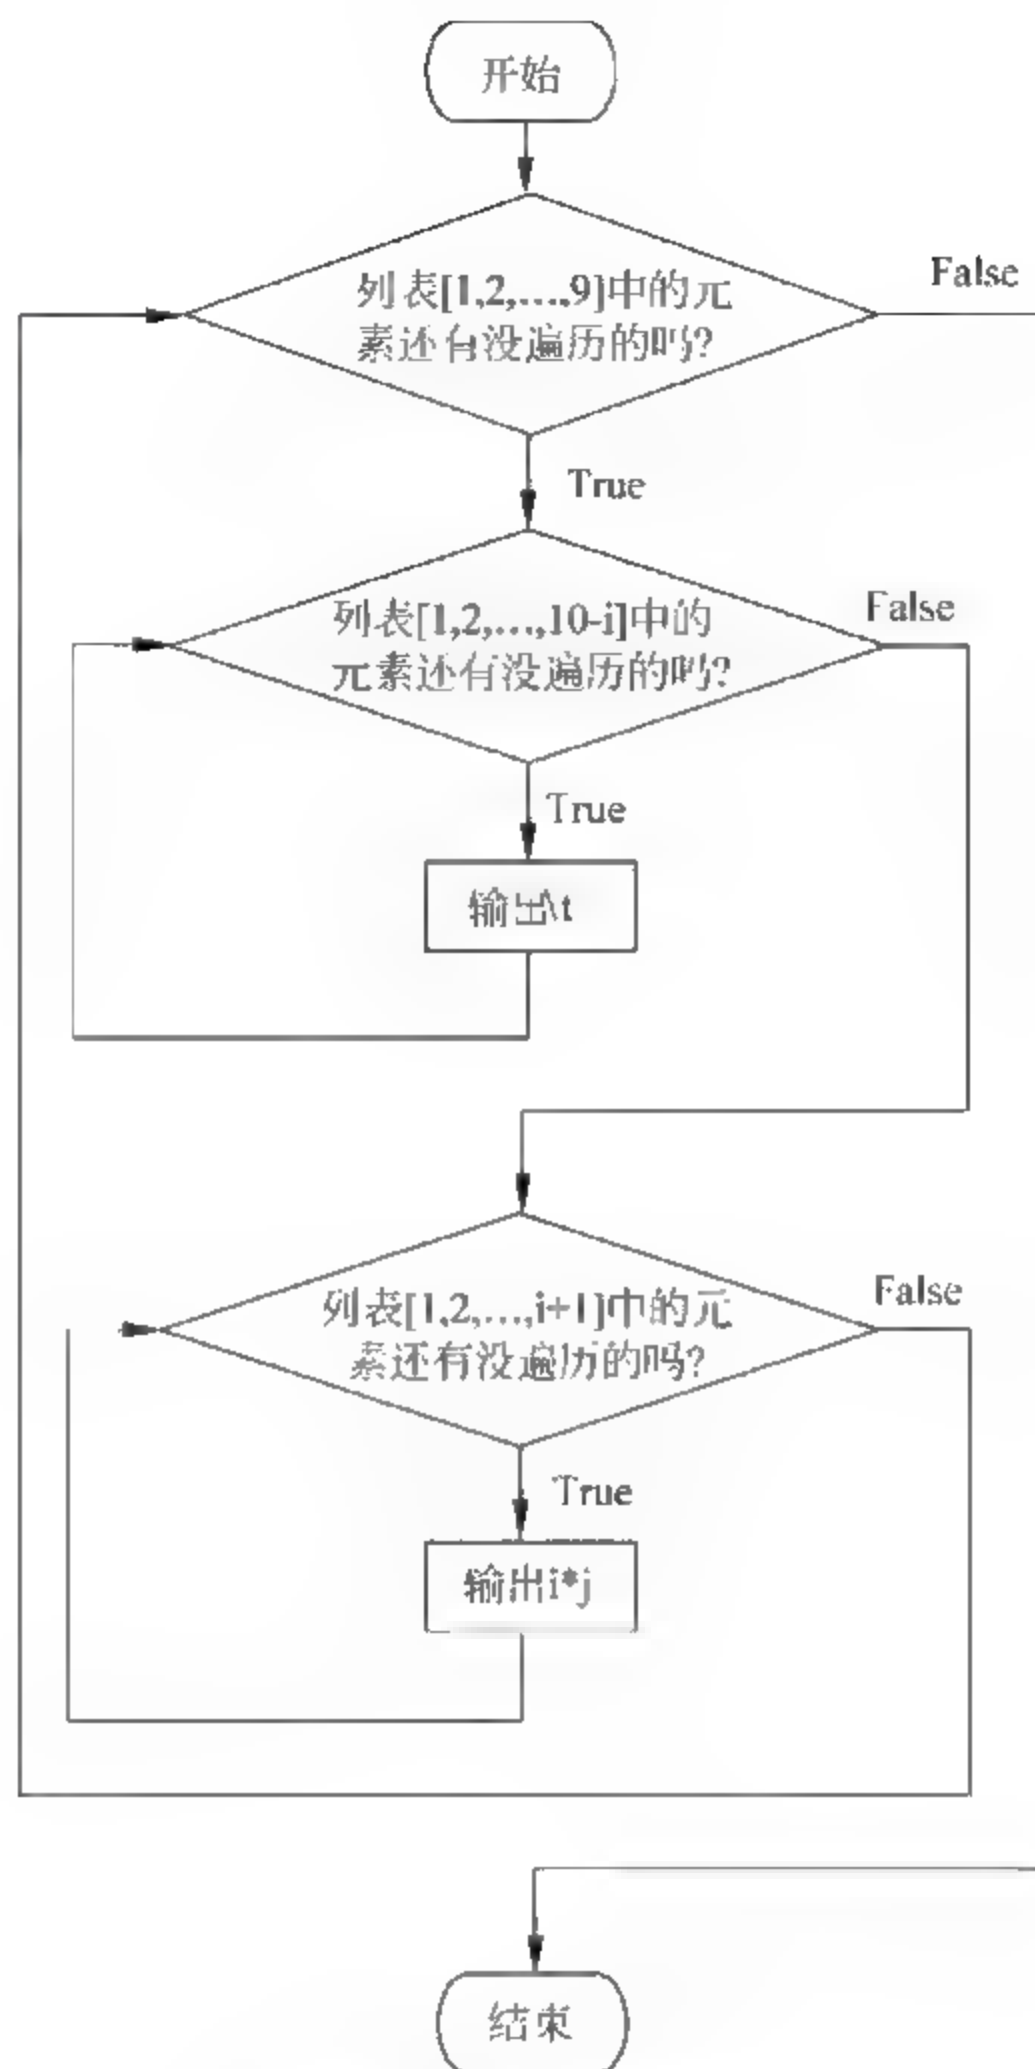 开始
列表[1,2,…,9]中的元
素还有没遍历的吗?
False
True
列表[1,2,…,10-i]中的
元素还有没遍历的吗?
False
True
输出\t
列表[1,2,…,i+1]中的元
素还有没遍历的吗?
False
True
输出i*j
结束